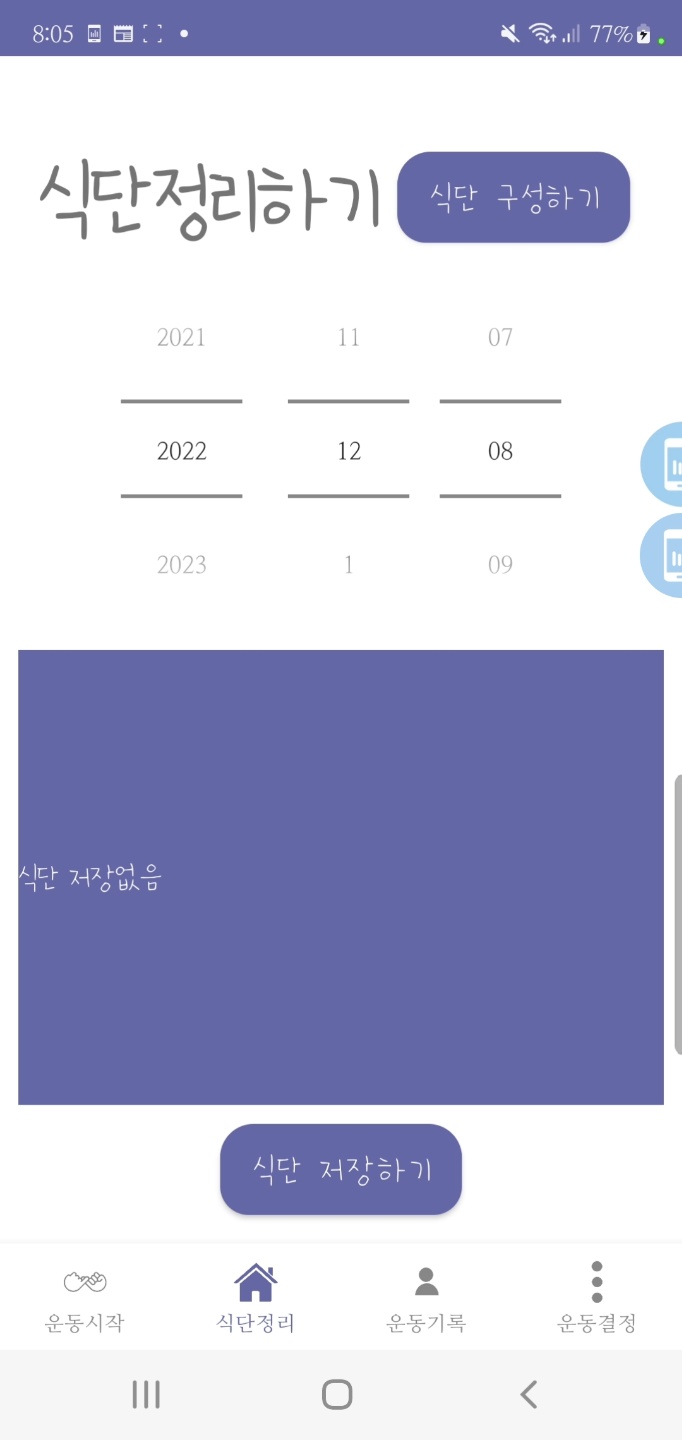 8:05 77%
식단정리하기 식단 구성하기
2021 11 07
2022 12 08
2023 1 09
식단 저장없음
식단 저장하기
운동시작 식단정리 운동기록 운동결정